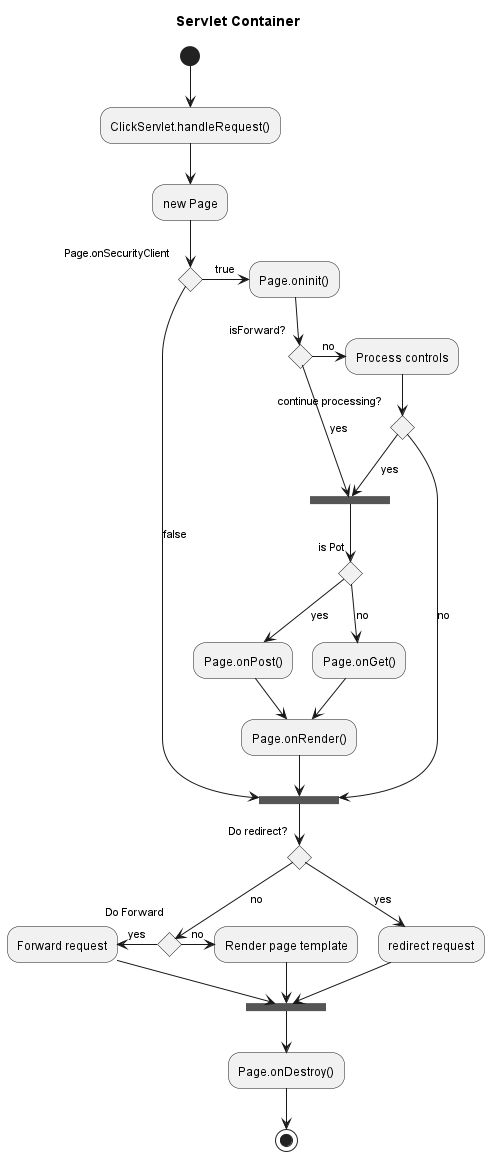 Servlet Container
ClickServlet.handleRequest()
new Page
Page.onSecurityClient
true
Page.oninit()
isForward?
no
Process controls
continue processing?
yes
yes
false
is Pot
yes
no
no
Page.onPost()
Page.onGet()
Page.onRender()
Do redirect?
no
yes
Do Forward
yes
no
Forward request
Render page template
redirect request
Page.onDestroy()